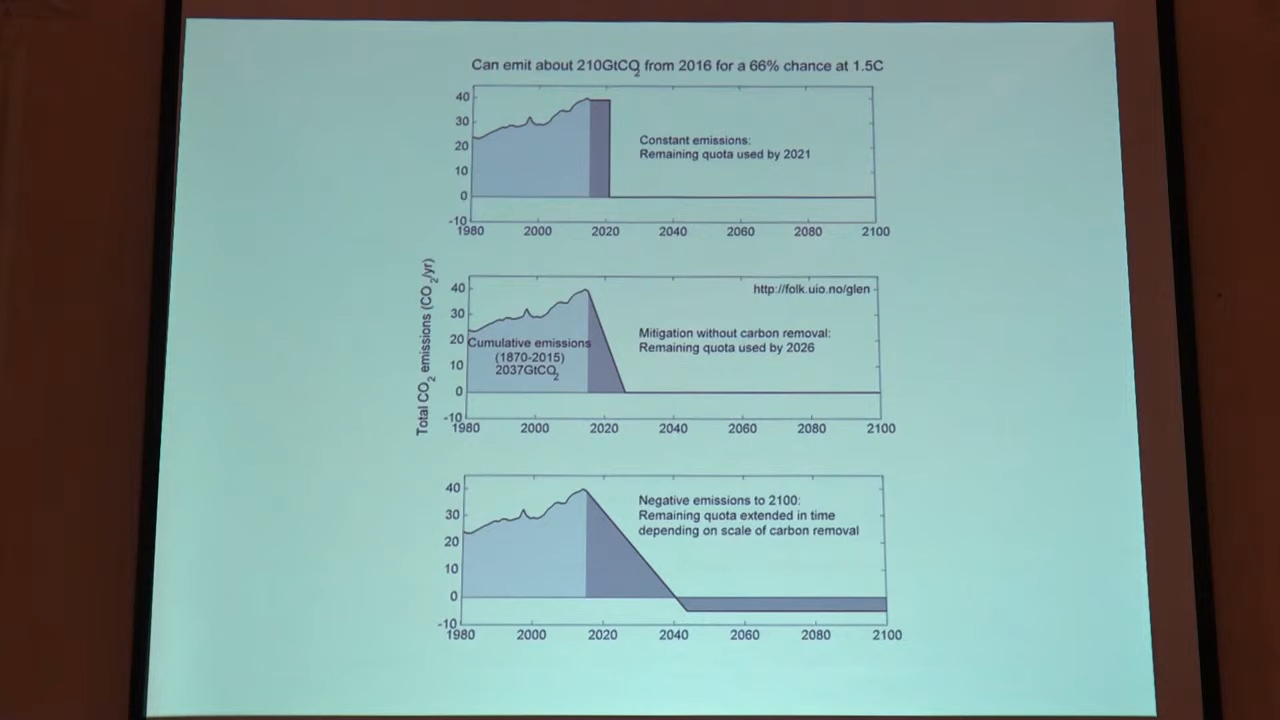 Can emit about 210GtCO2 from 2016 for a 66% chance at 1.5C
40
30
20
10
0
-10
Constant emissions:
Remaining quota used by 2021
1980 2000 2020 2040 2060 2080 2100
Total CO2 emissions (CO2/yr)
40
30
20
10
0
-10
http://folk.uio.no/glen
Mitigation without carbon removal:
Remaining quota used by 2026
Cumulative emissions
(1870-2015)
2037GtCO2
1980 2000 2020 2040 2060 2080 2100
40
30
20
10
0
-10
Negative emissions to 2100:
Remaining quota extended in time
depending on scale of carbon removal
1980 2000 2020 2040 2060 2080 2100